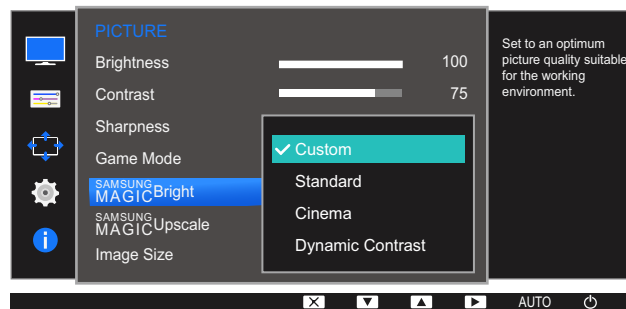 PICTURE
Brightness 100
Contrast 75
Sharpness
Game Mode
SAMSUNG
MAGICBright
SAMSUNG
MAGICUpscale
Image Size
Custom
Standard
Cinema
Dynamic Contrast
Set to an optimum
picture quality suitable
for the working
environment.
AUTO